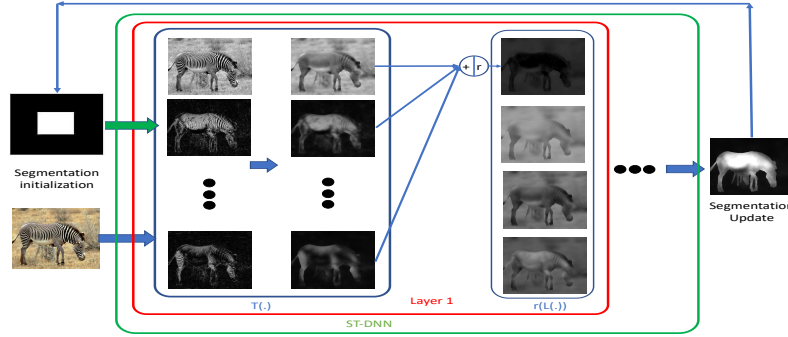 + r
Segmentation
initialization
Segmentation
Update
Layer 1
T(.)
r(L(.))
ST-DNN